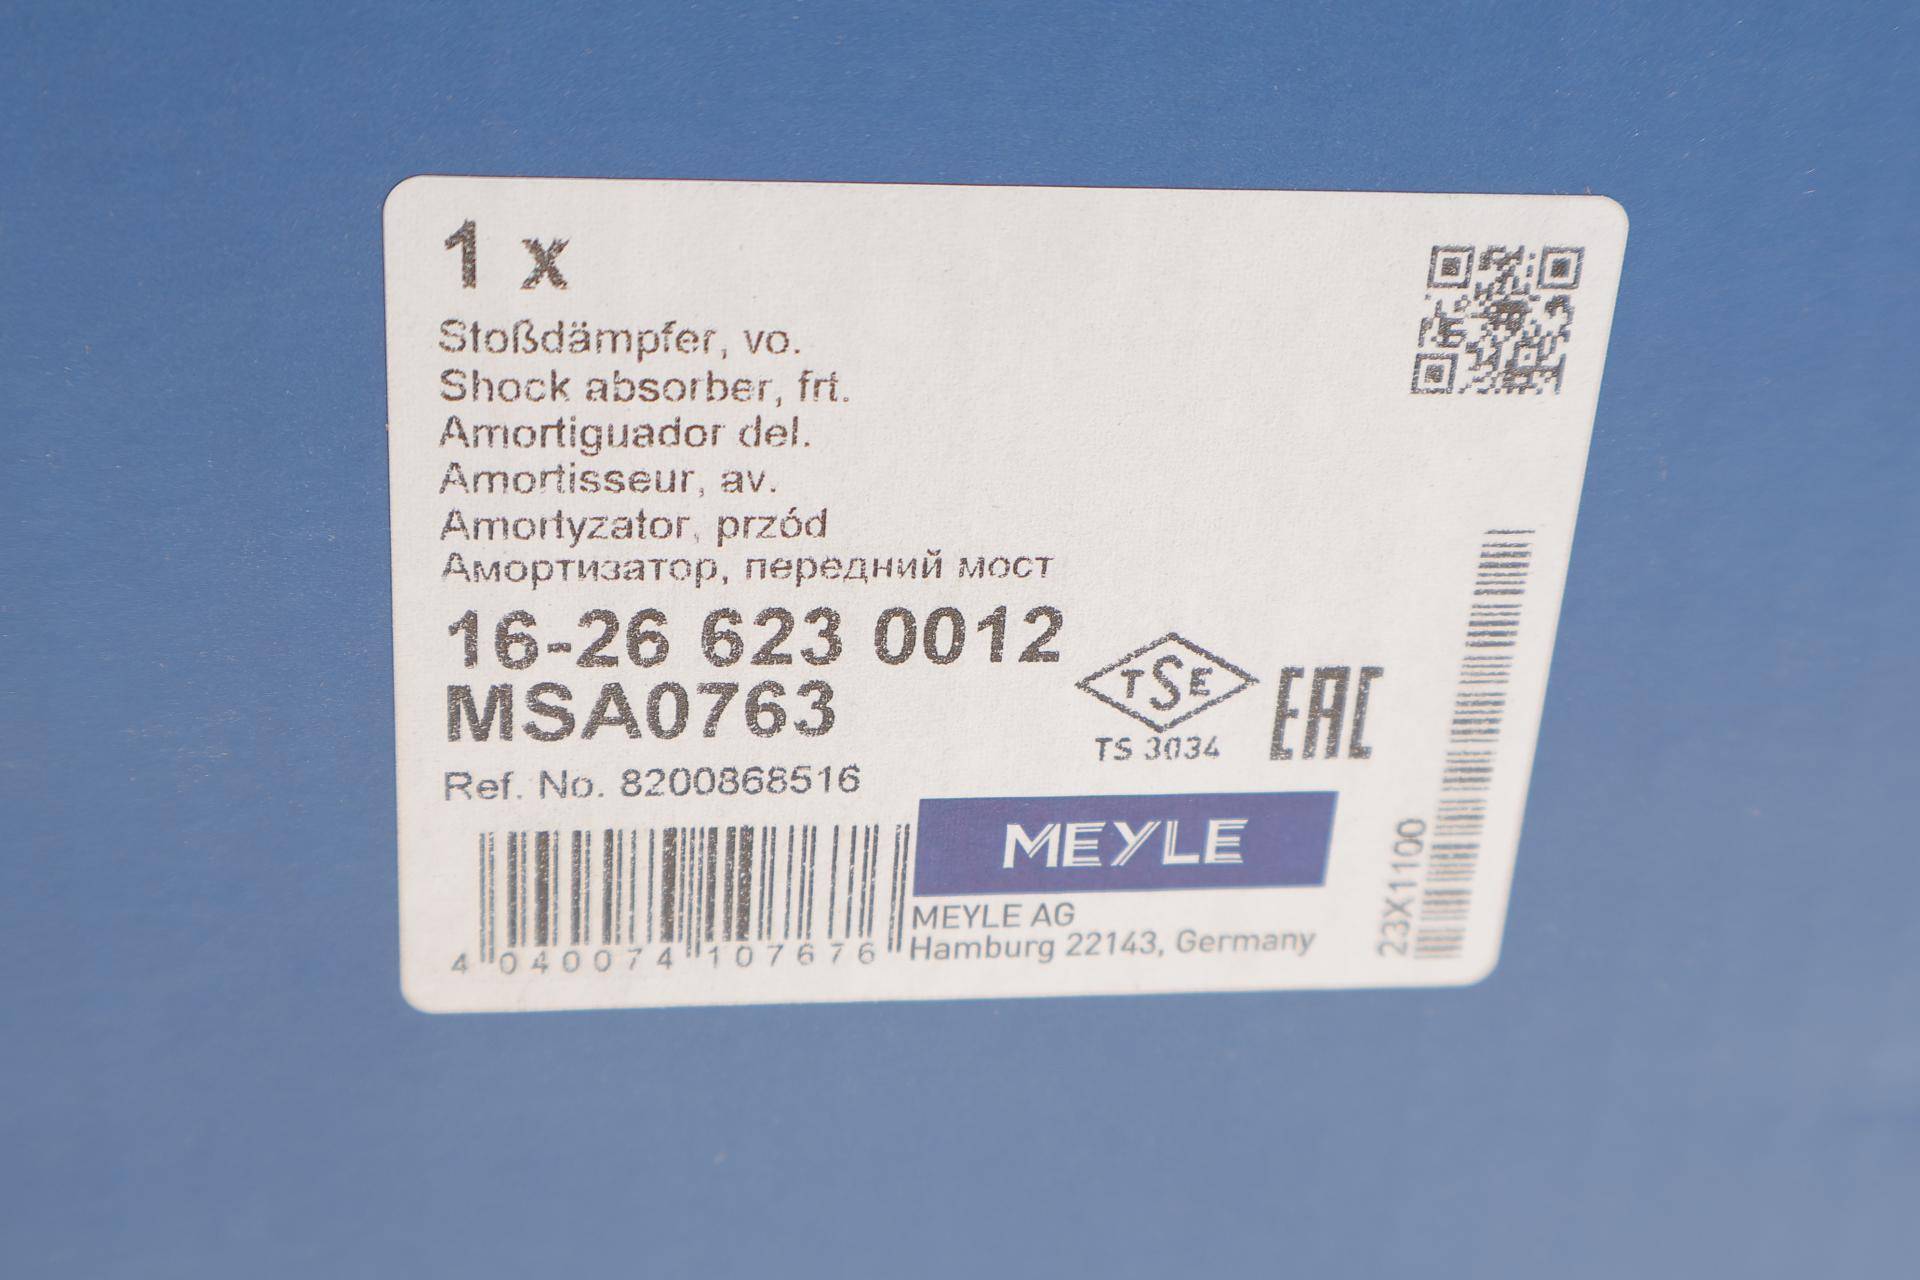 1 x
Stoßdämpfer, vo.
Shock absorber, frt.
Amortiguador del.
Amortisseur, av.
Amortyzator, przód
Амортизатор, передний мост
16-26 623 0012
MSA0763
TSE
TS 3034
EAC
Ref. No. 8200868516
MEYLE
MEYLE AG
Hamburg 22143, Germany
4 040074 107676
23X1100